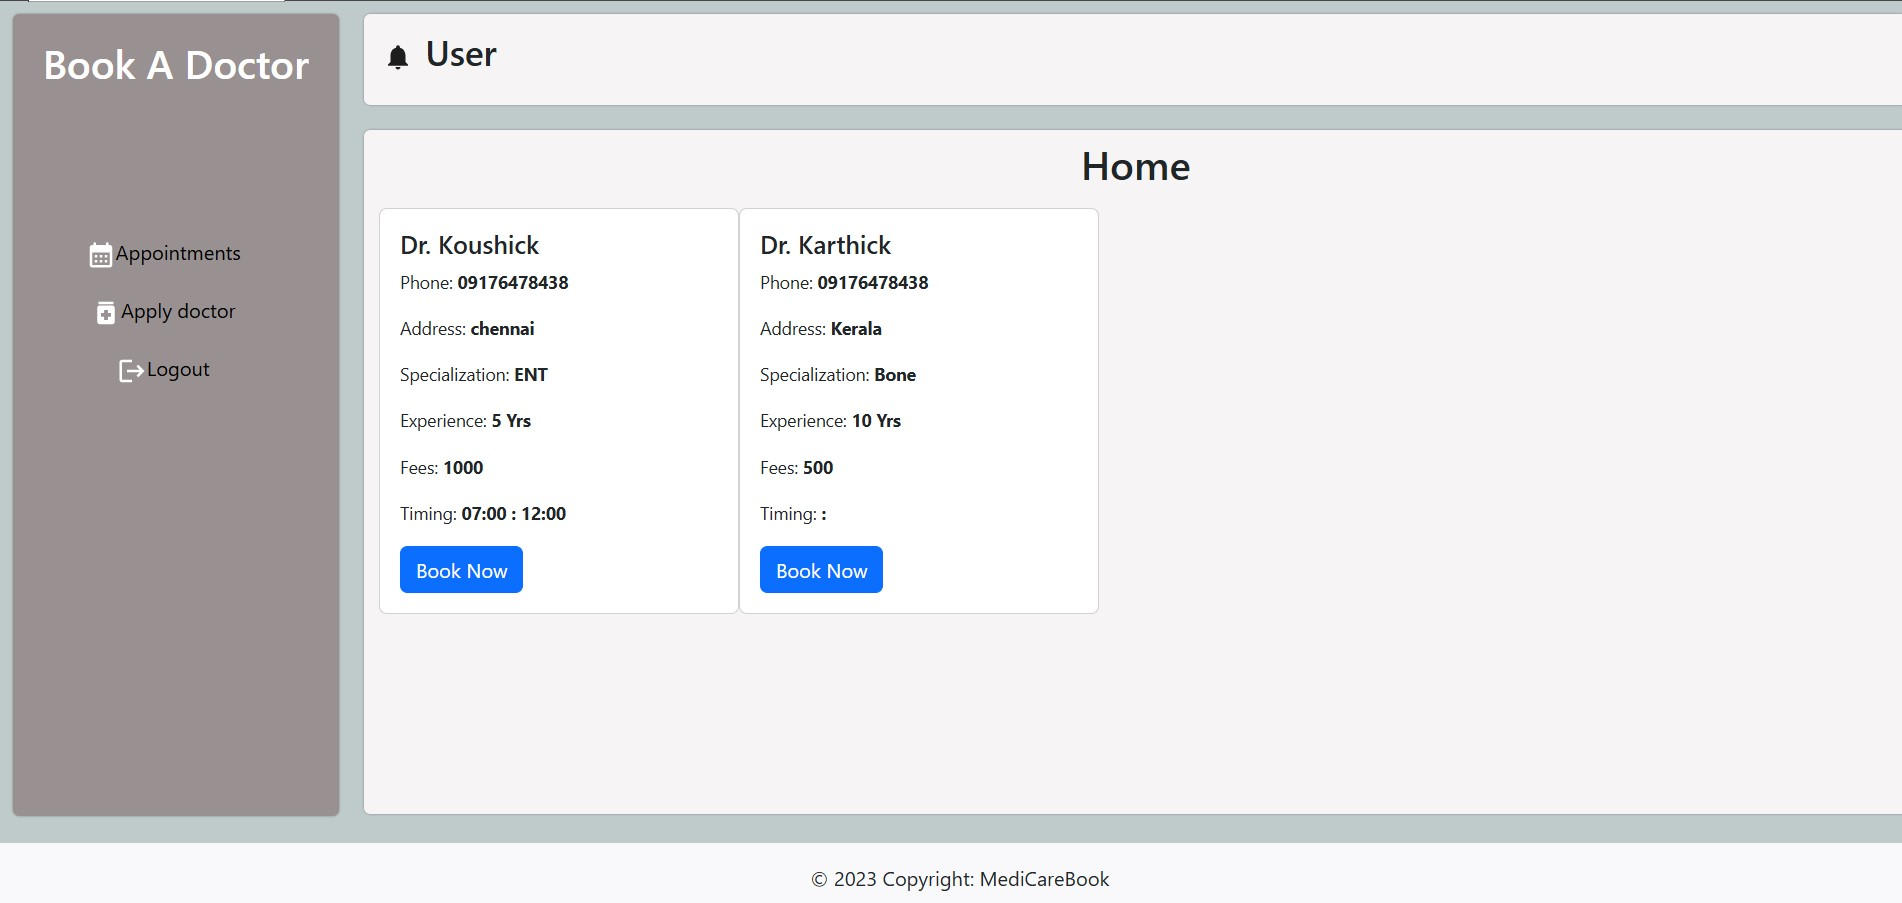 Book A Doctor
Appointments
Apply doctor
Logout
User
Home
Dr. Koushick
Phone: 09176478438
Address: chennai
Specialization: ENT
Experience: 5 Yrs
Fees: 1000
Timing: 07:00 : 12:00
Book Now
Dr. Karthick
Phone: 09176478438
Address: Kerala
Specialization: Bone
Experience: 10 Yrs
Fees: 500
Timing: :
Book Now
© 2023 Copyright: MediCareBook